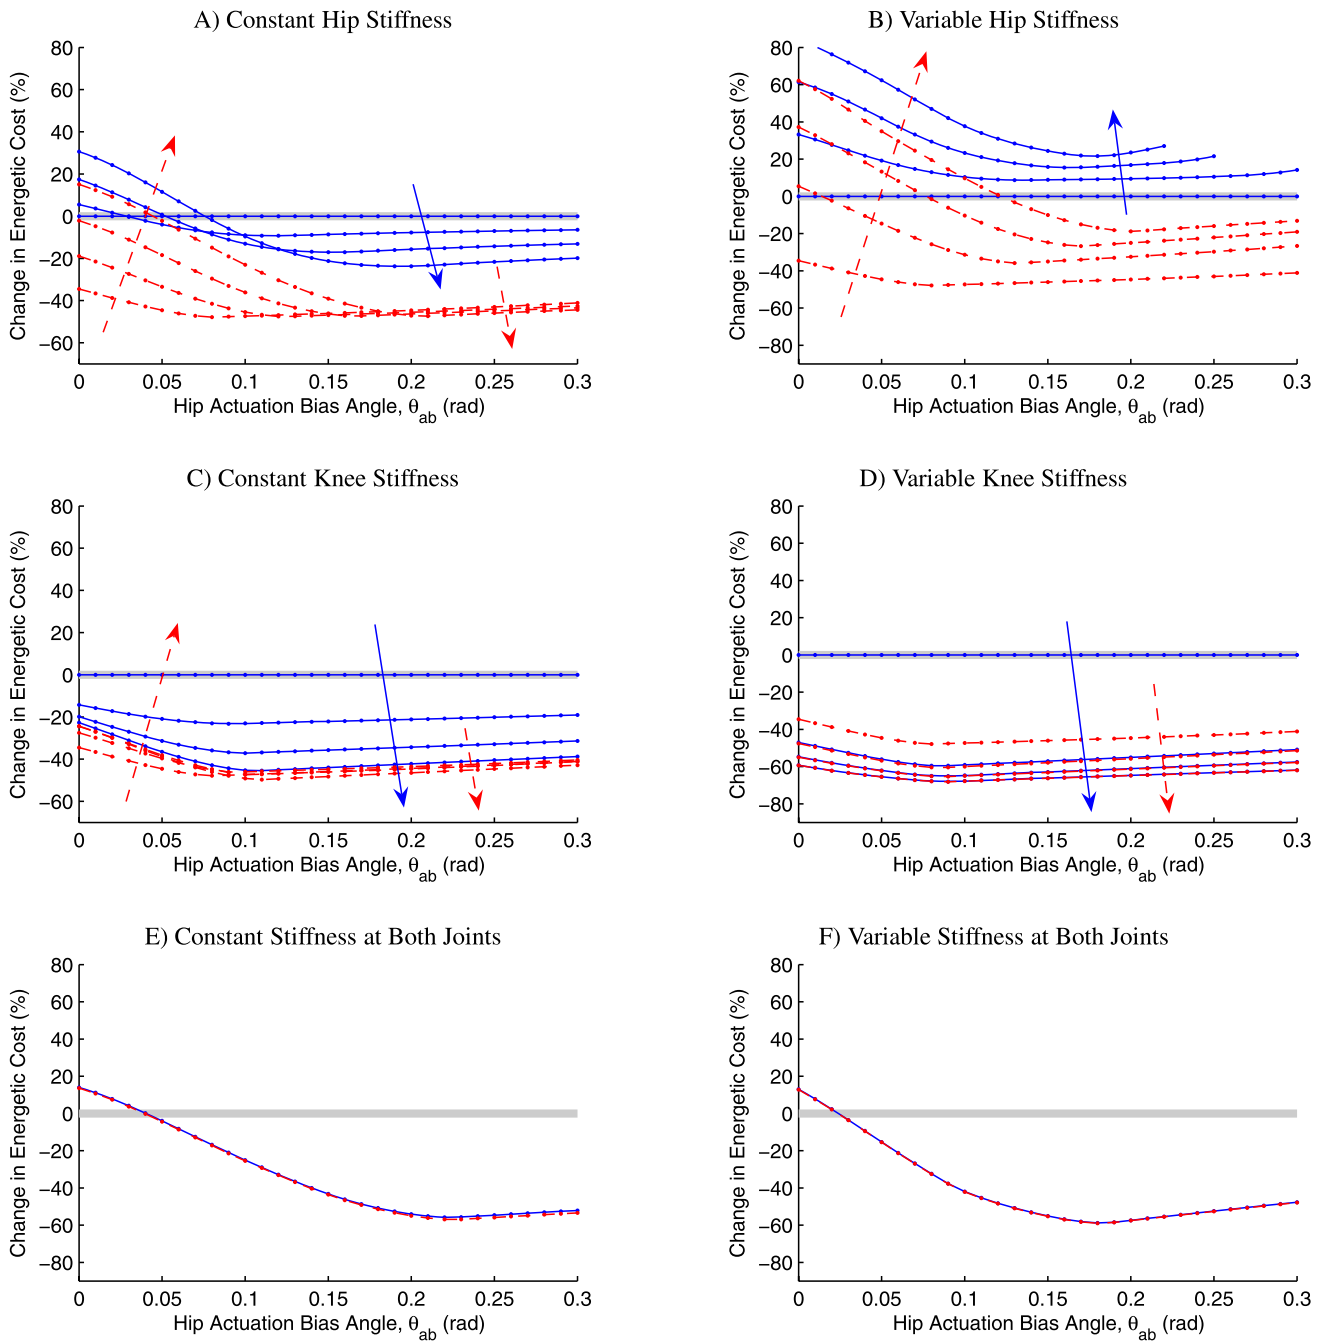 A) Constant Hip Stiffness
Change in Energetic Cost (%)
80
60
40
20
0
−20
−40
−60
0 0.05 0.1 0.15 0.2 0.25 0.3
Hip Actuation Bias Angle, θab (rad)
B) Variable Hip Stiffness
Change in Energetic Cost (%)
80
60
40
20
0
−20
−40
−60
−80
0 0.05 0.1 0.15 0.2 0.25 0.3
Hip Actuation Bias Angle, θab (rad)
C) Constant Knee Stiffness
Change in Energetic Cost (%)
80
60
40
20
0
−20
−40
−60
0 0.05 0.1 0.15 0.2 0.25 0.3
Hip Actuation Bias Angle, θab (rad)
D) Variable Knee Stiffness
Change in Energetic Cost (%)
80
60
40
20
0
−20
−40
−60
−80
0 0.05 0.1 0.15 0.2 0.25 0.3
Hip Actuation Bias Angle, θab (rad)
E) Constant Stiffness at Both Joints
Change in Energetic Cost (%)
80
60
40
20
0
−20
−40
−60
−80
0 0.05 0.1 0.15 0.2 0.25 0.3
Hip Actuation Bias Angle, θab (rad)
F) Variable Stiffness at Both Joints
Change in Energetic Cost (%)
80
60
40
20
0
−20
−40
−60
−80
0 0.05 0.1 0.15 0.2 0.25 0.3
Hip Actuation Bias Angle, θab (rad)